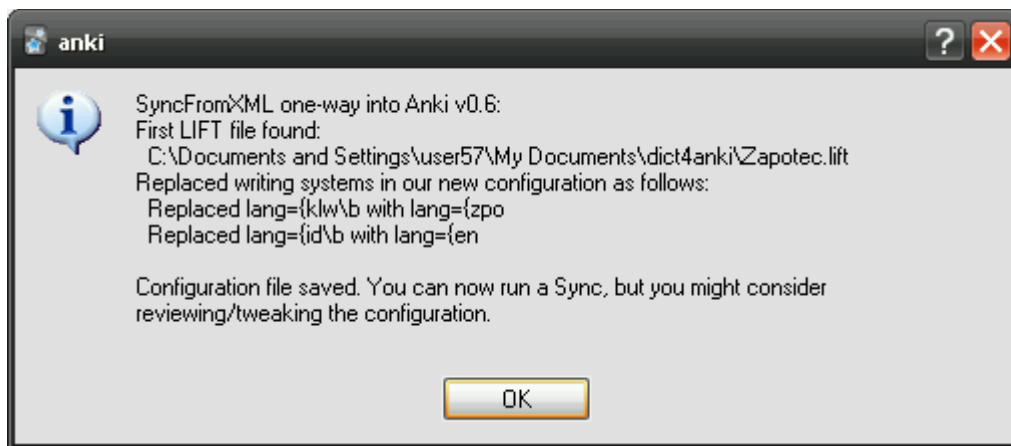 anki
SyncFromXML one-way into Anki v0.6:
First LIFT file found:
C:\Documents and Settings\user57\My Documents\dict4anki\Zapotec.lift
Replaced writing systems in our new configuration as follows:
Replaced lang={klw\b with lang={zpo
Replaced lang={id\b with lang={en
Configuration file saved. You can now run a Sync, but you might consider
reviewing/tweaking the configuration.
OK